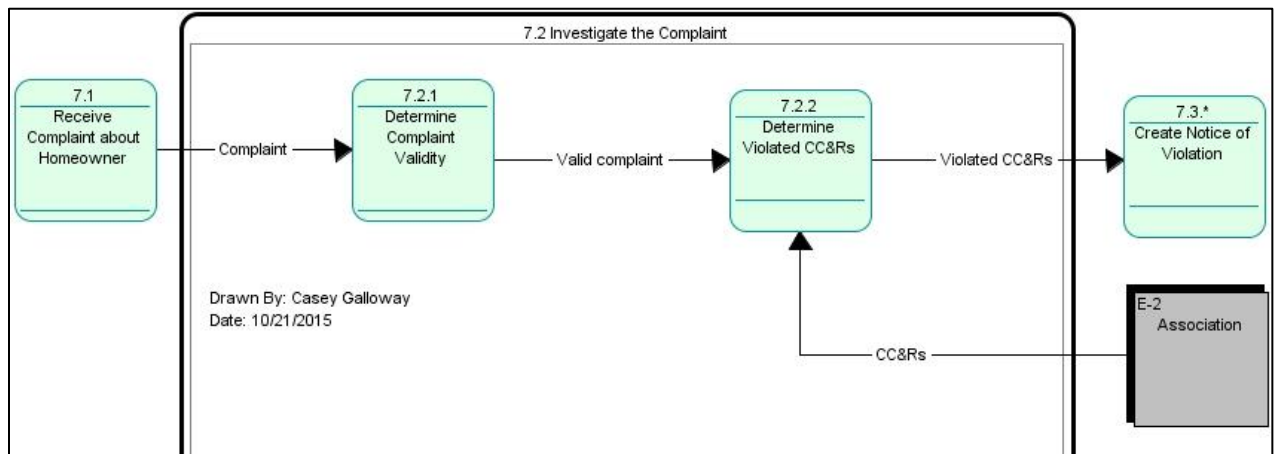 7.2 Investigate the Complaint
7.1
Receive
Complaint about
Homeowner
Complaint
7.2.1
Determine
Complaint
Validity
Valid complaint
7.2.2
Determine
Violated CC&Rs
Violated CC&Rs
7.3.*
Create Notice of
Violation
Drawn By: Casey Galloway
Date: 10/21/2015
E-2
Association
CC&Rs